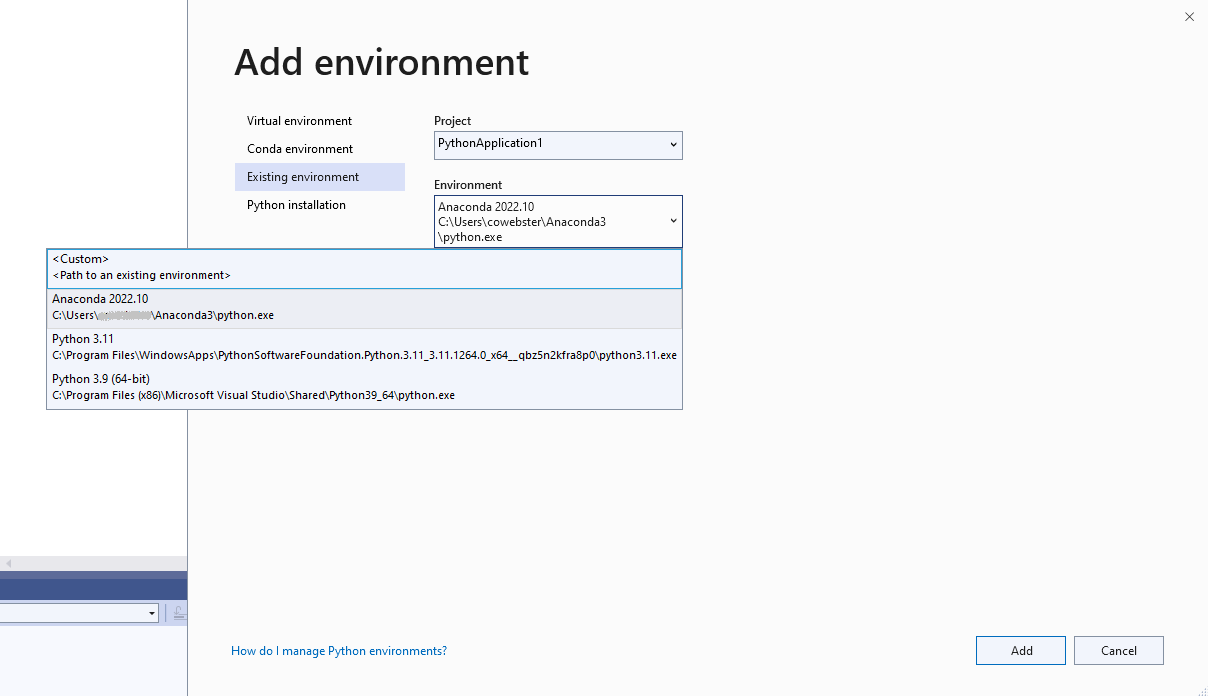 Add environment
Virtual environment
Conda environment
Existing environment
Python installation
Project
PythonApplication1
Environment
Anaconda 2022.10
C:\Users\cowebster\Anaconda3
\python.exe
<Custom>
<Path to an existing environment>
Anaconda 2022.10
C:\Users\ \Anaconda3\python.exe
Python 3.11
C:\Program Files\WindowsApps\PythonSoftwareFoundation.Python.3.11_3.11.1264.0_x64__qbz5n2kfra8p0\python3.11.exe
Python 3.9 (64-bit)
C:\Program Files (x86)\Microsoft Visual Studio\Shared\Python39_64\python.exe
How do I manage Python environments?
Add
Cancel